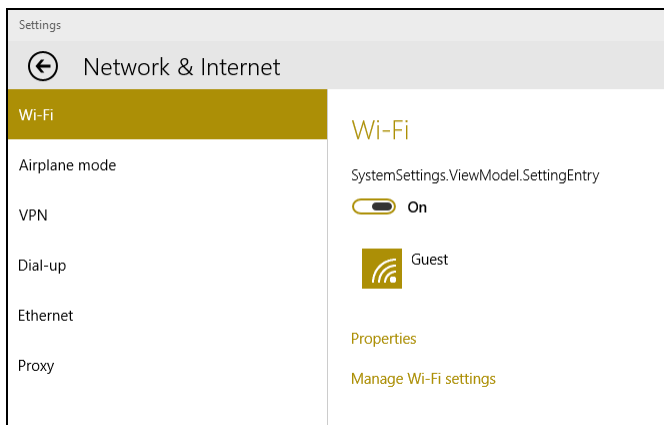 Settings
Network & Internet
Wi-Fi
Airplane mode
VPN
Dial-up
Ethernet
Proxy
Wi-Fi
SystemSettings.ViewModel.SettingEntry
On
Guest
Properties
Manage Wi-Fi settings